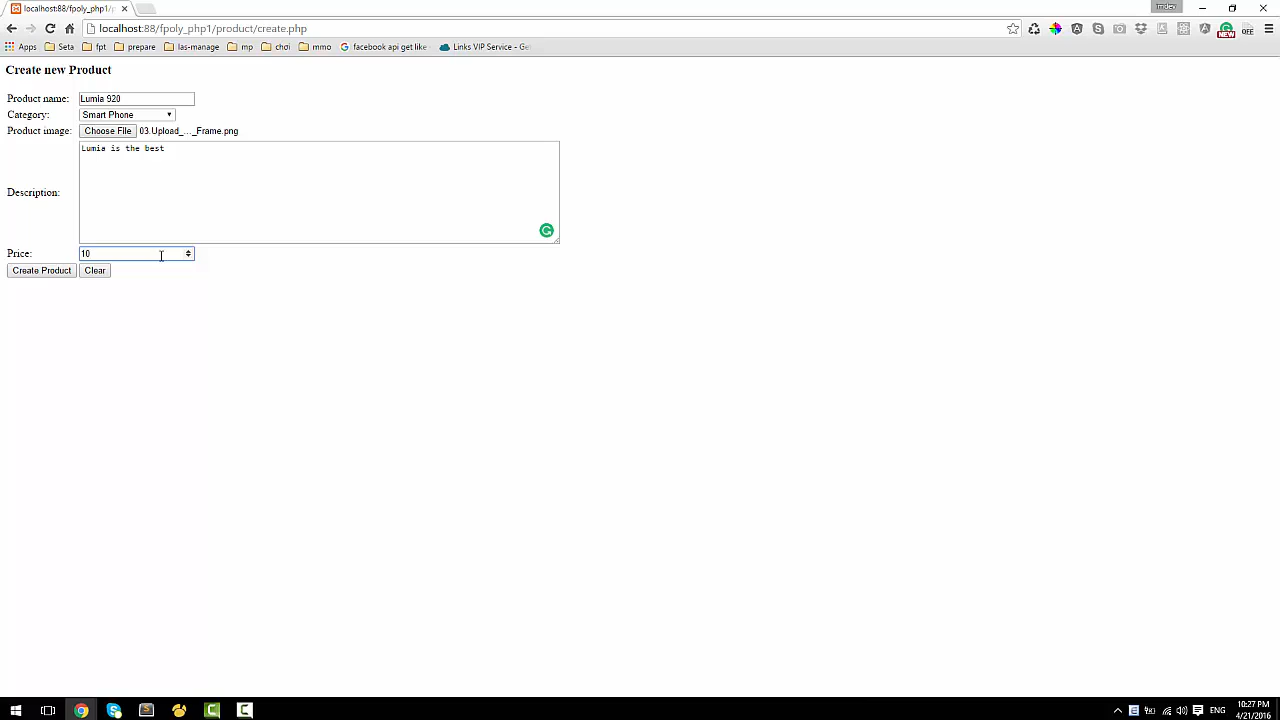 imdev
localhost:88/fpoly_php1/p
localhost:88/fpoly_php1/product/create.php
Apps Seta fpt prepare las-manage mp choi mmo facebook api get like Links VIP Service - Ge
NEW OFF
Create new Product
Product name: Lumia 920
Category: Smart Phone
Product image: Choose File 03.Upload_..._Frame.png
Lumia is the best
Description:
Price: 10
Create Product Clear
10:27 PM
ENG
4/21/2016